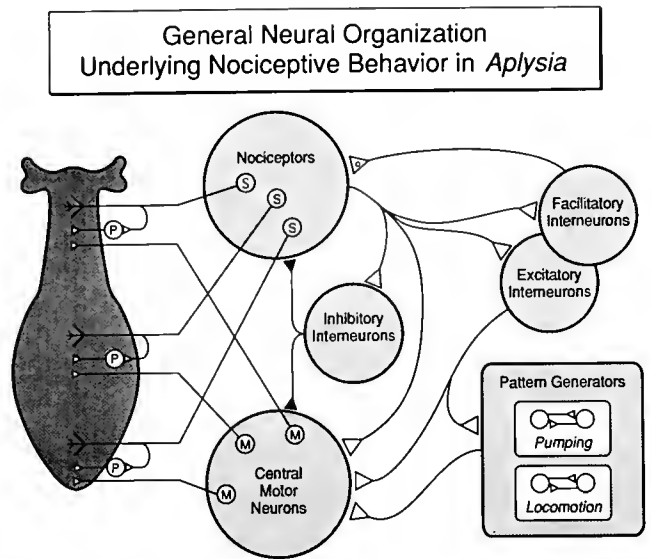 General Neural Organization
Underlying Nociceptive Behavior in Aplysia
Nociceptors
S
S
S
P
Facilitatory
Interneurons
Excitatory
Interneurons
Inhibitory
Interneurons
P
Pattern Generators
Pumping
Locomotion
M
M
Central
Motor
Neurons
P
M